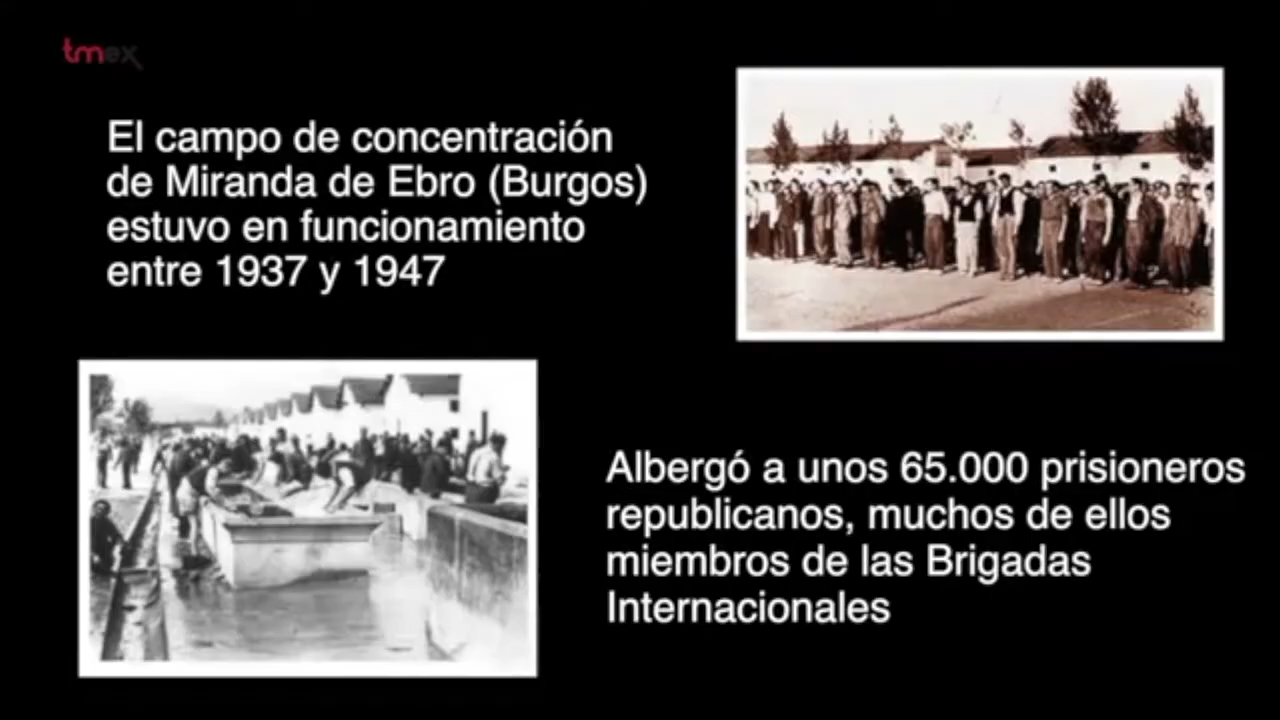 tmex
El campo de concentración
de Miranda de Ebro (Burgos)
estuvo en funcionamiento
entre 1937 y 1947
Albergó a unos 65.000 prisioneros
republicanos, muchos de ellos
miembros de las Brigadas
Internacionales